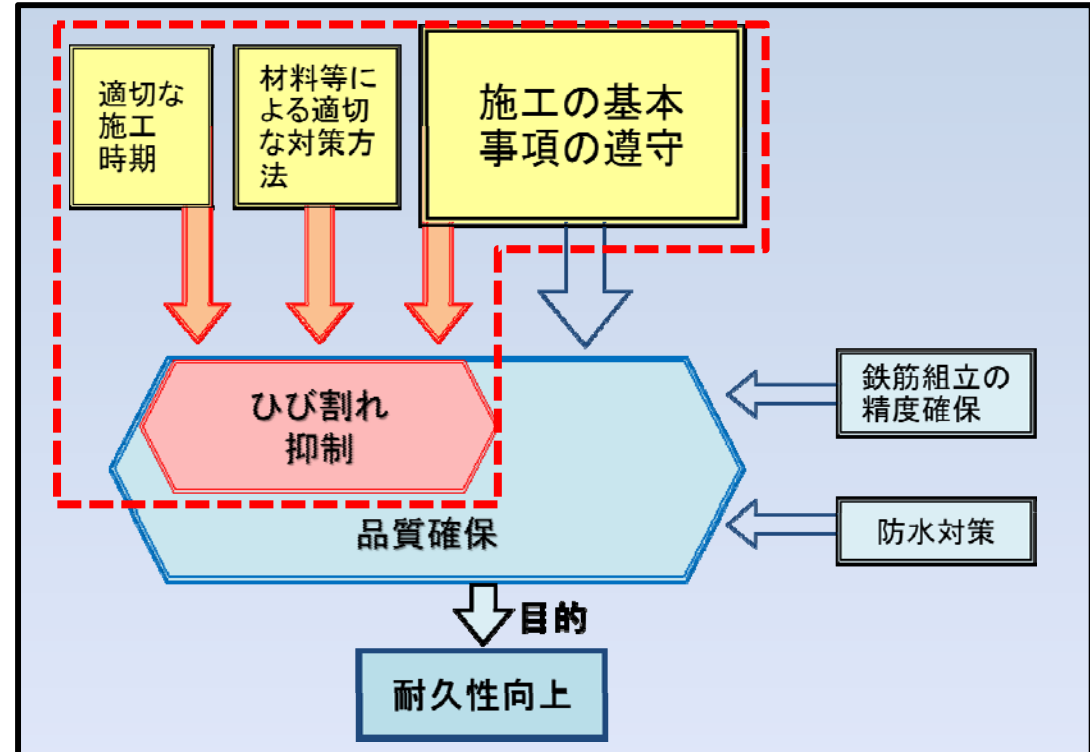 適切な
施工
時期
材料等に
よる適切
な対策方
法
施工の基本
事項の遵守
ひび割れ
抑制
品質確保
鉄筋組立の
精度確保
防水対策
目的
耐久性向上